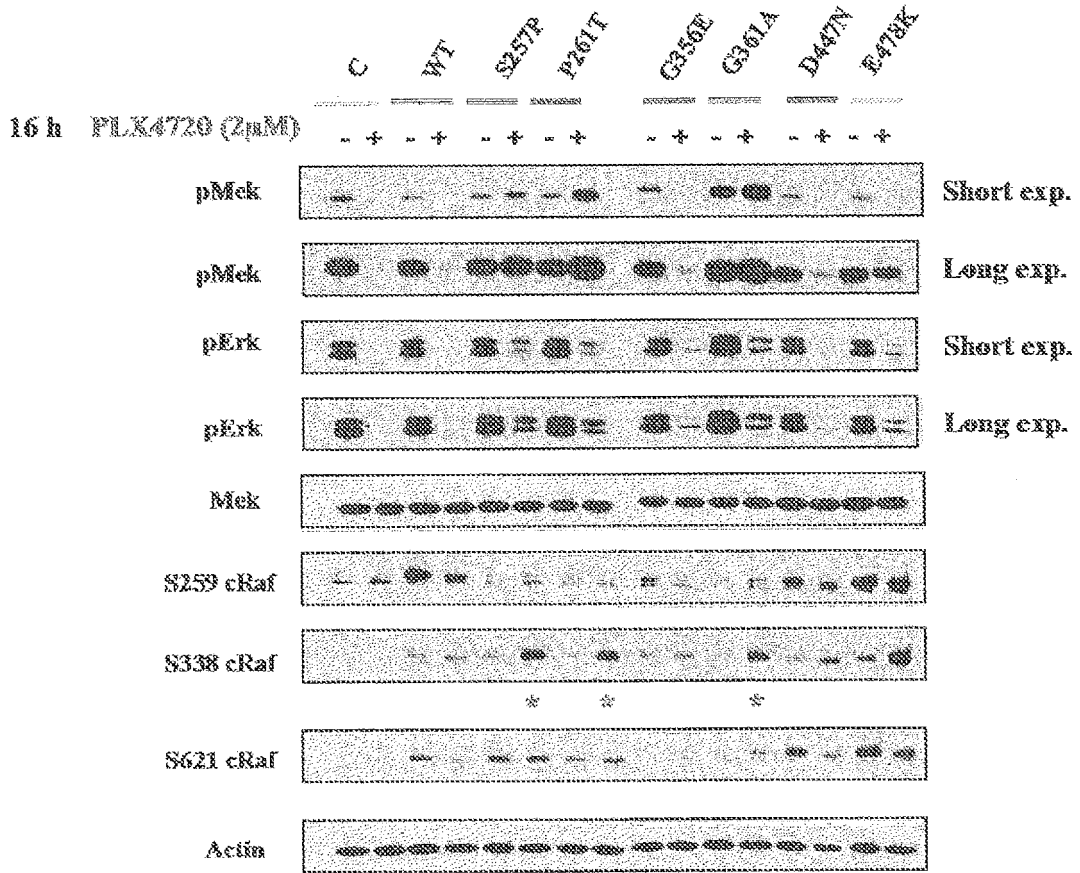 C WT S257P P261T G356E G361A D447N E478K
16 h PLX4720 (2μM) - + - + - + - + - + - + - + - +
pMek Short exp.
pMek Long exp.
pErk Short exp.
pErk Long exp.
Mek
S259 cRaf
S338 cRaf
* * *
S621 cRaf
Actin